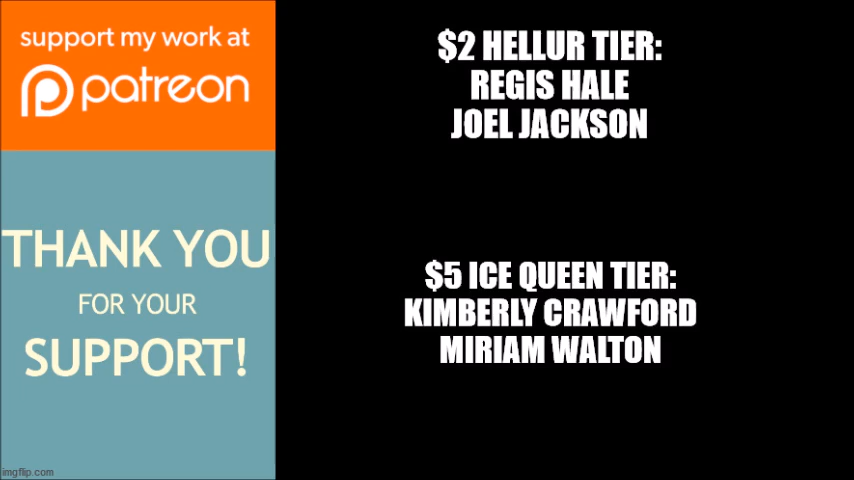 support my work at
patreon
THANK YOU
FOR YOUR
SUPPORT!
$2 HELLUR TIER:
REGIS HALE
JOEL JACKSON
$5 ICE QUEEN TIER:
KIMBERLY CRAWFORD
MIRIAM WALTON
imgflip.com